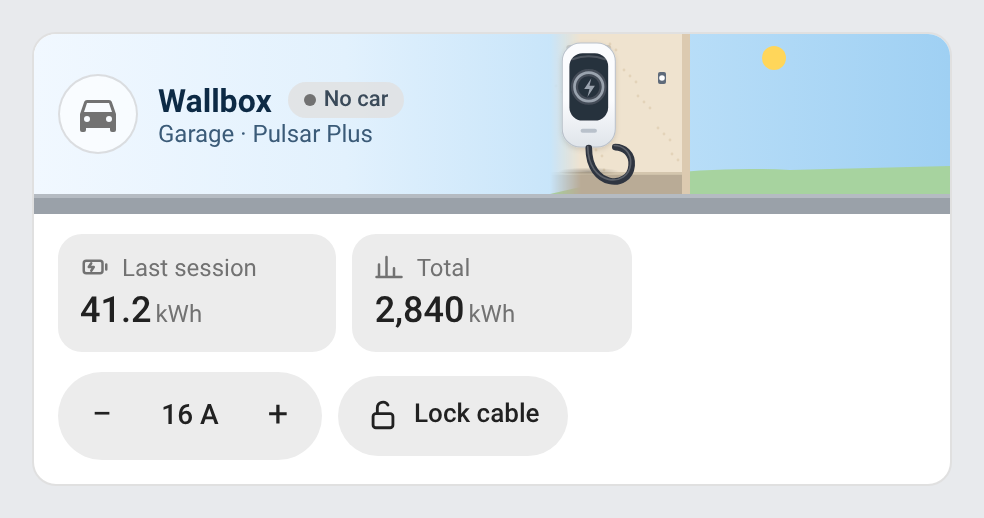 Wallbox
No car
Garage · Pulsar Plus
Last session
41.2 kWh
Total
2,840 kWh
− 16 A +
Lock cable